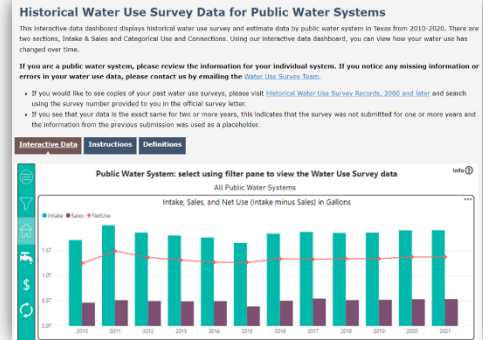 Historical Water Use Survey Data for Public Water Systems
This interactive data dashboard displays historical water use survey and estimate data by public water system in Texas from 2010-2020. There are
two sections, Intake & Sales and Categorical Use and Connections. Using our interactive data dashboard, you can view how your water use has
changed over time.
If you are a public water system, please review the information for your individual system. If you notice any missing information or
errors in your water use data, please contact us by emailing the Water Use Survey Team.
• If you would like to see copies of your past water use surveys, please visit Historical Water Use Survey Records, 2000 and later and search
using the survey number provided to you in the official survey letter.
• If you see that your data is the exact same for two or more years, this indicates that the survey was not submitted for one or more years and
the information from the previous submission was used as a placeholder.
Interactive Data Instructions Definitions
Public Water System: select using filter pane to view the Water Use Survey data Info
All Public Water Systems
Intake, Sales, and Net Use (Intake minus Sales) in Gallons
Intake Sales NetUse
1.5T
1.0T
0.5T
0.0T
2010 2011 2012 2013 2014 2015 2016 2017 2018 2019 2020 2021